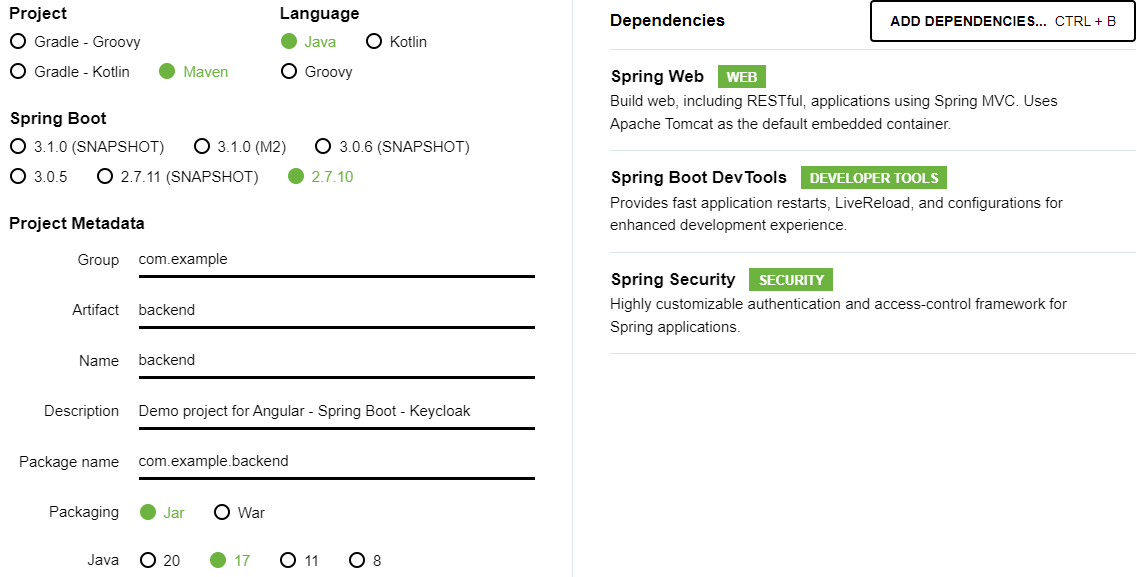 Project
Gradle - Groovy
Gradle - Kotlin Maven
Language
Java Kotlin
Groovy
Spring Boot
3.1.0 (SNAPSHOT) 3.1.0 (M2) 3.0.6 (SNAPSHOT)
3.0.5 2.7.11 (SNAPSHOT) 2.7.10
Project Metadata
Group com.example
Artifact backend
Name backend
Description Demo project for Angular - Spring Boot - Keycloak
Package name com.example.backend
Packaging Jar War
Java 20 17 11 8
Dependencies ADD DEPENDENCIES... CTRL + B
Spring Web WEB
Build web, including RESTful, applications using Spring MVC. Uses
Apache Tomcat as the default embedded container.
Spring Boot DevTools DEVELOPER TOOLS
Provides fast application restarts, LiveReload, and configurations for
enhanced development experience.
Spring Security SECURITY
Highly customizable authentication and access-control framework for
Spring applications.